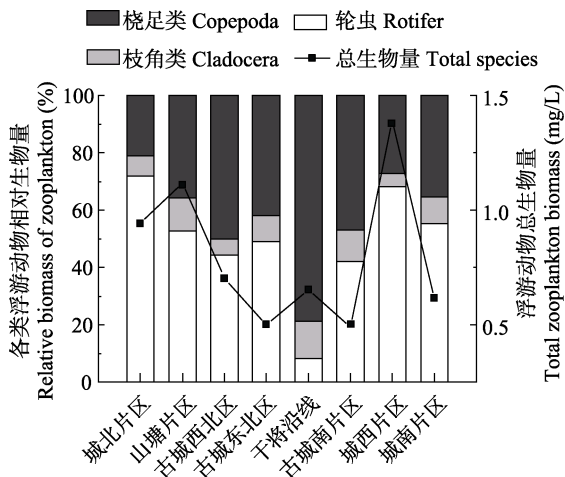 桡足类 Copepoda
轮虫 Rotifer
枝角类 Cladocera
总生物量 Total species
各类浮游动物相对生物量
Relative biomass of zooplankton (%)
100
80
60
40
20
0
1.5
1.0
0.5
浮游动物总生物量
Total zooplankton biomass (mg/L)
城北片区
山塘片区
古城西北区
古城东北区
干将沿线
古城南片区
城西片区
城南片区